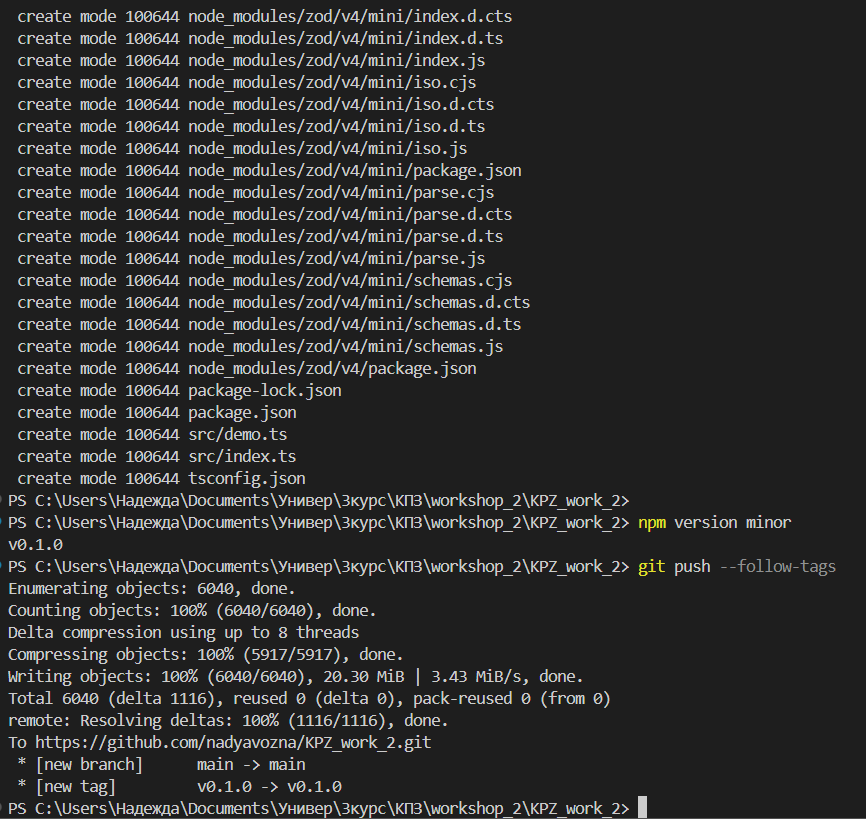 create mode 100644 node_modules/zod/v4/mini/index.d.cts
create mode 100644 node_modules/zod/v4/mini/index.d.ts
create mode 100644 node_modules/zod/v4/mini/index.js
create mode 100644 node_modules/zod/v4/mini/iso.cjs
create mode 100644 node_modules/zod/v4/mini/iso.d.cts
create mode 100644 node_modules/zod/v4/mini/iso.d.ts
create mode 100644 node_modules/zod/v4/mini/iso.js
create mode 100644 node_modules/zod/v4/mini/package.json
create mode 100644 node_modules/zod/v4/mini/parse.cjs
create mode 100644 node_modules/zod/v4/mini/parse.d.cts
create mode 100644 node_modules/zod/v4/mini/parse.d.ts
create mode 100644 node_modules/zod/v4/mini/parse.js
create mode 100644 node_modules/zod/v4/mini/schemas.cjs
create mode 100644 node_modules/zod/v4/mini/schemas.d.cts
create mode 100644 node_modules/zod/v4/mini/schemas.d.ts
create mode 100644 node_modules/zod/v4/mini/schemas.js
create mode 100644 node_modules/zod/v4/package.json
create mode 100644 package-lock.json
create mode 100644 package.json
create mode 100644 src/demo.ts
create mode 100644 src/index.ts
create mode 100644 tsconfig.json
PS C:\Users\Надежда\Documents\Универ\3курс\КПЗ\workshop_2\KPZ_work_2>
PS C:\Users\Надежда\Documents\Универ\3курс\КПЗ\workshop_2\KPZ_work_2> npm version minor
v0.1.0
PS C:\Users\Надежда\Documents\Универ\3курс\КПЗ\workshop_2\KPZ_work_2> git push --follow-tags
Enumerating objects: 6040, done.
Counting objects: 100% (6040/6040), done.
Delta compression using up to 8 threads
Compressing objects: 100% (5917/5917), done.
Writing objects: 100% (6040/6040), 20.30 MiB | 3.43 MiB/s, done.
Total 6040 (delta 1116), reused 0 (delta 0), pack-reused 0 (from 0)
remote: Resolving deltas: 100% (1116/1116), done.
To https://github.com/nadyavozna/KPZ_work_2.git
* [new branch]      main -> main
* [new tag]         v0.1.0 -> v0.1.0
PS C:\Users\Надежда\Documents\Универ\3курс\КПЗ\workshop_2\KPZ_work_2>